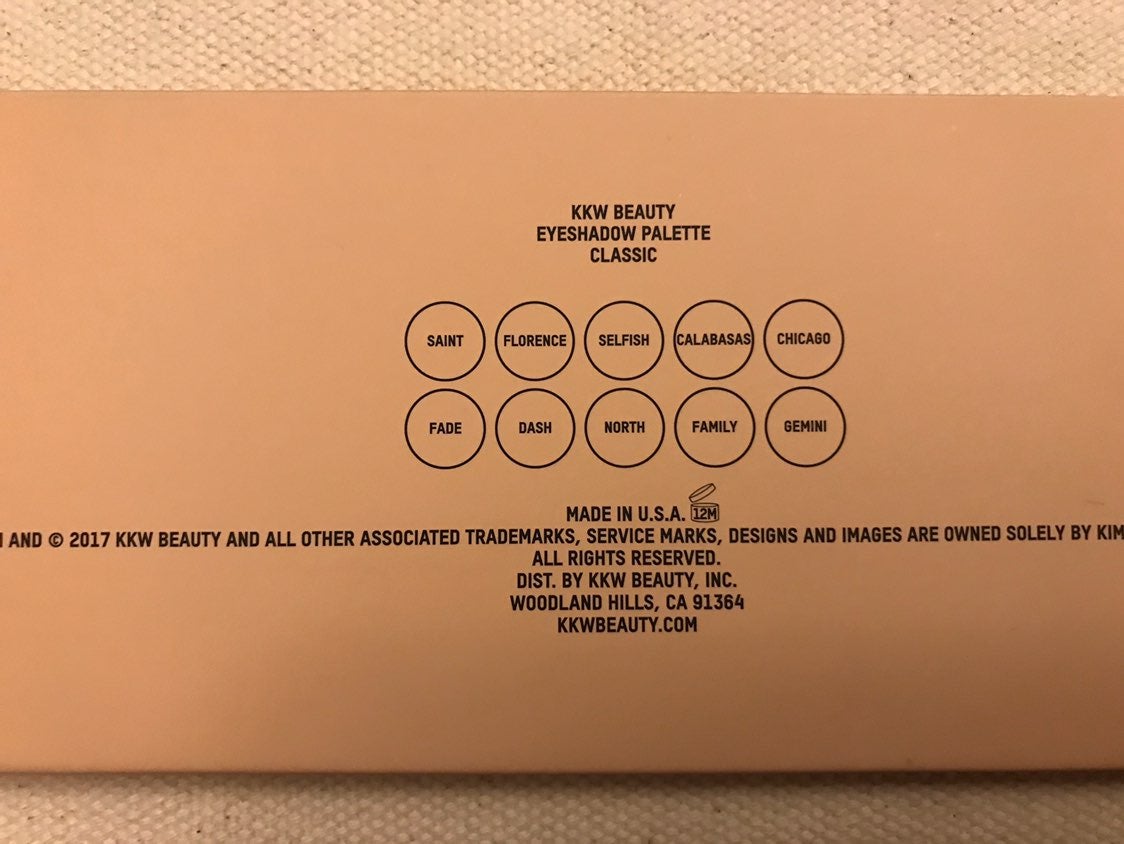 KKW BEAUTY
EYESHADOW PALETTE
CLASSIC
SAINT FLORENCE SELFISH CALABASAS CHICAGO
FADE DASH NORTH FAMILY GEMINI
MADE IN U.S.A. 12M
AND © 2017 KKW BEAUTY AND ALL OTHER ASSOCIATED TRADEMARKS, SERVICE MARKS, DESIGNS AND IMAGES ARE OWNED SOLELY BY KIM
ALL RIGHTS RESERVED.
DIST. BY KKW BEAUTY, INC.
WOODLAND HILLS, CA 91364
KKWBEAUTY.COM